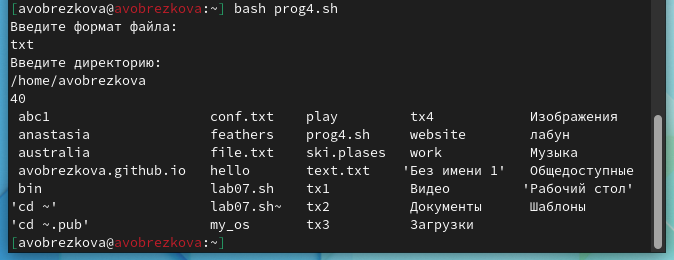 [avobrezkova@avobrezkova:~] bash prog4.sh
Введите формат файла:
txt
Введите директорию:
/home/avobrezkova
40
abc1 conf.txt play tx4 Изображения
anastasia feathers prog4.sh website лабун
australia file.txt ski.plases work Музыка
avobrezkova.github.io hello text.txt 'Без имени 1' Общедоступные
bin lab07.sh tx1 Видео 'Рабочий стол'
'cd ~' lab07.sh~ tx2 Документы Шаблоны
'cd ~.pub' my_os tx3 Загрузки
[avobrezkova@avobrezkova:~]